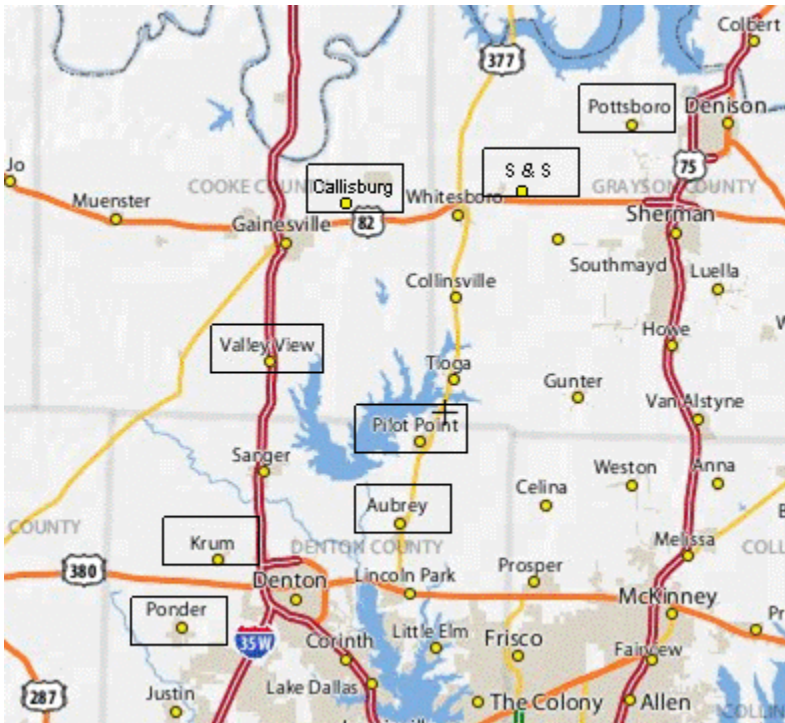 Colbert
377
Pottsboro
Denison
Jo
S & S
75
COOKE COUNTY
Callisburg
GRAYSON COUNTY
Muenster
Whitesboro
82
Sherman
Gainesville
Southmayd
Luella
Collinsville
Valley View
Howe
Tioga
Gunter
Van Alstyne
Pilot Point
Sanger
Weston
Anna
Celina
Aubrey
COUNTY
Krum
DENTON COUNTY
Melissa
COLL
380
Denton
Lincoln Park
Prosper
McKinney
Ponder
35W
Corinth
Little Elm
Frisco
Fairview
Pr
287
Justin
Lake Dallas
The Colony
Allen
COLLIN